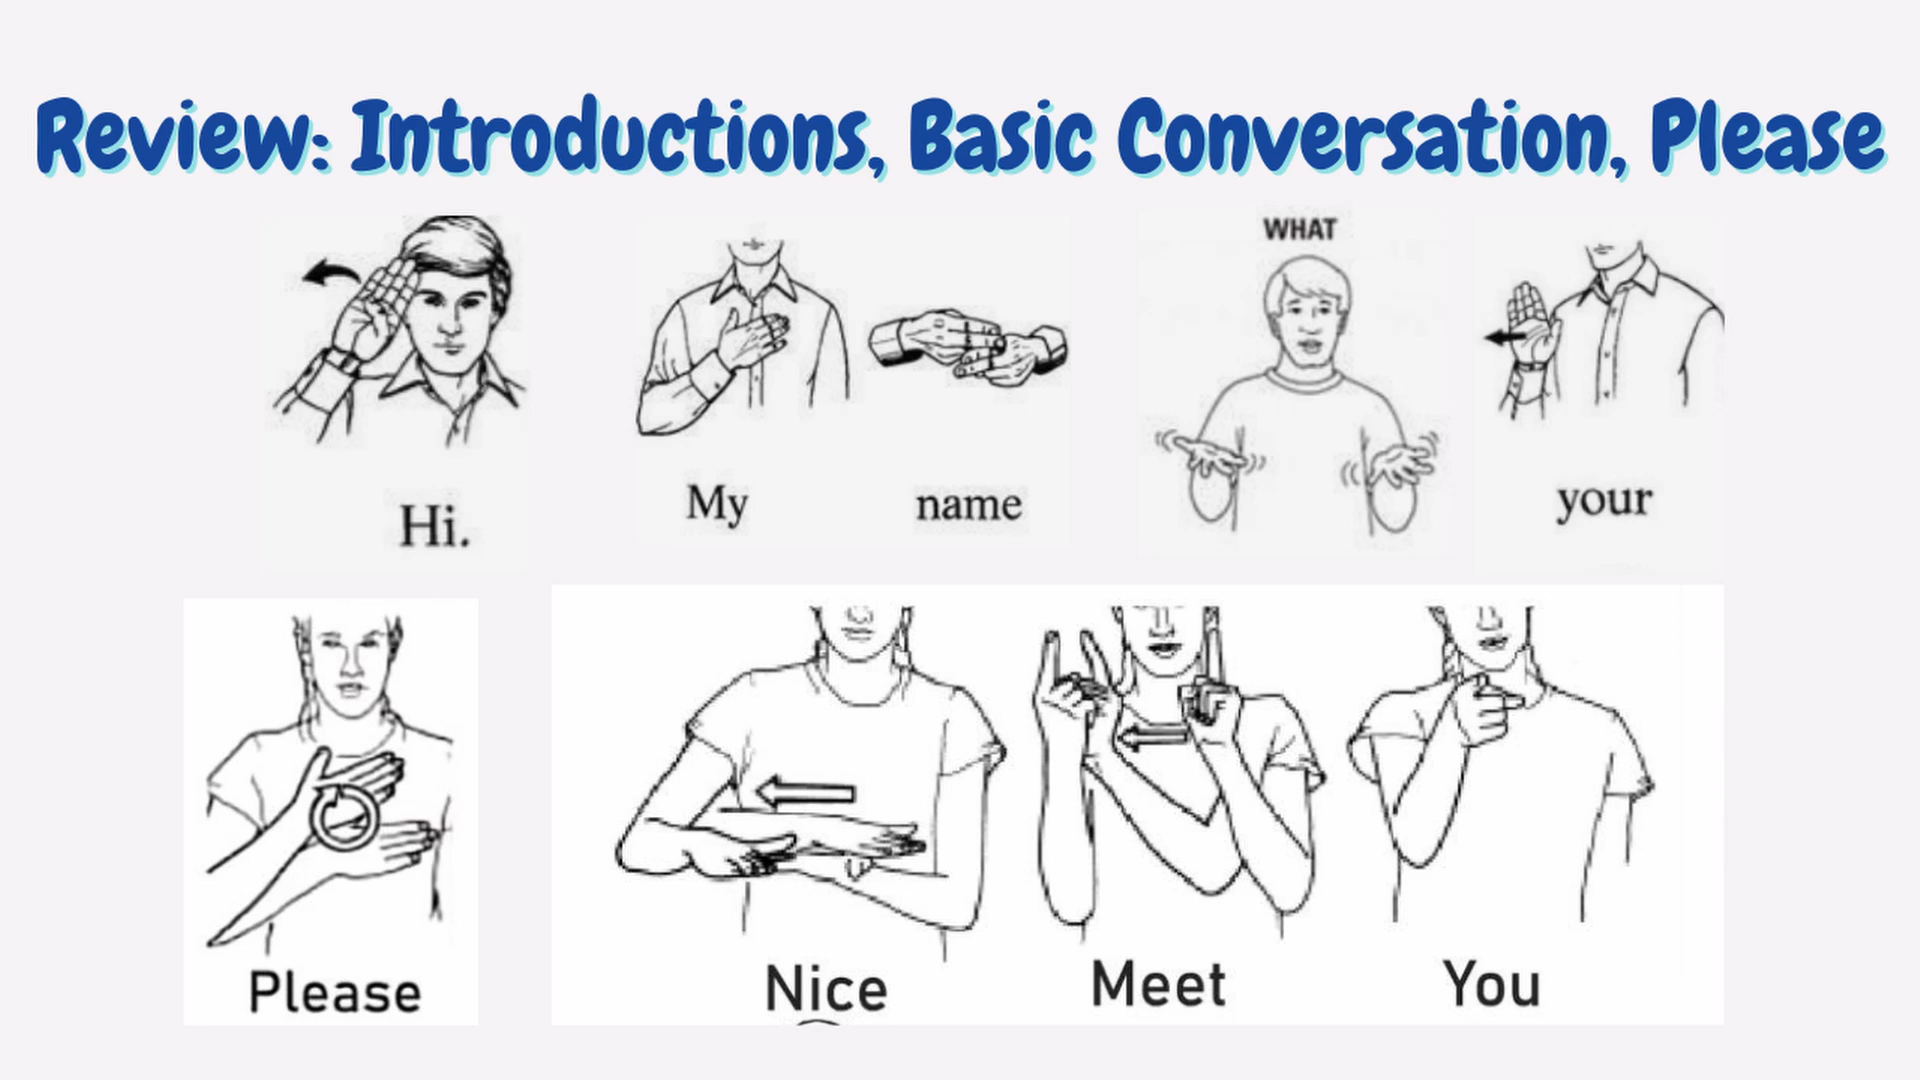 Review: Introductions, Basic Conversation, Please
WHAT
Hi.
My name
your
Please
Nice Meet You